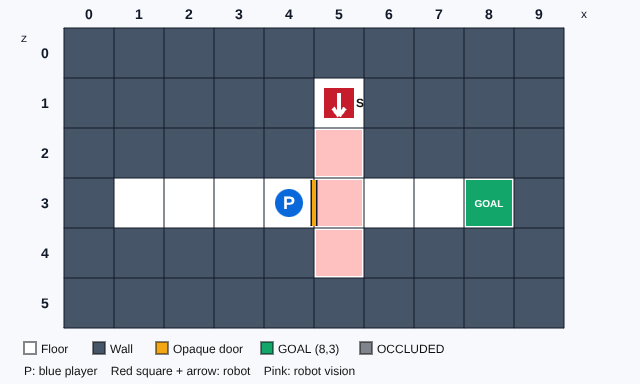 0 1 2 3 4 5 6 7 8 9 x
z
0
1 S
2
3 P GOAL
4
5
Floor Wall Opaque door GOAL (8,3) OCCLUDED
P: blue player Red square + arrow: robot Pink: robot vision